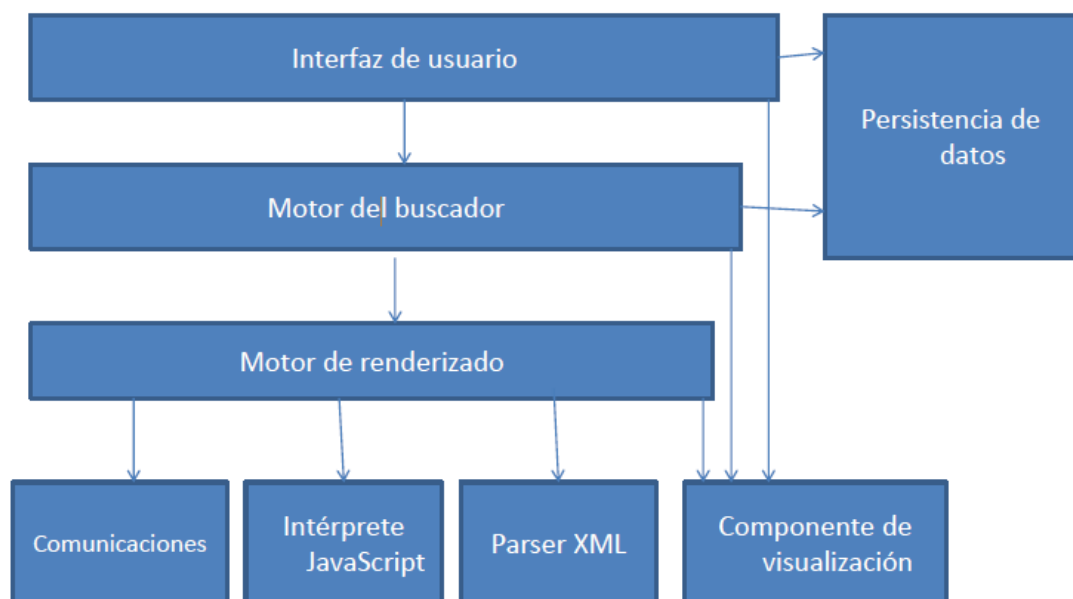 Interfaz de usuario
Persistencia de
datos
Motor del buscador
Motor de renderizado
Comunicaciones
Intérprete
JavaScript
Parser XML
Componente de
visualización